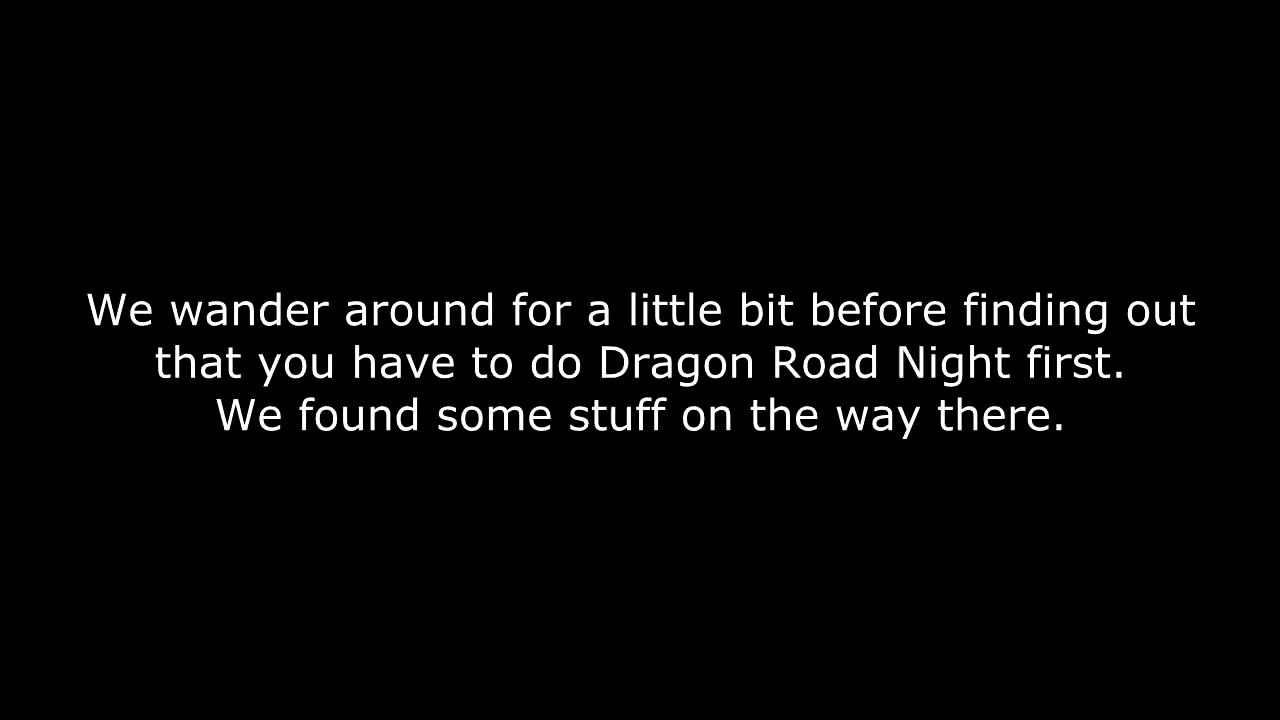 We wander around for a little bit before finding out
that you have to do Dragon Road Night first.
We found some stuff on the way there.